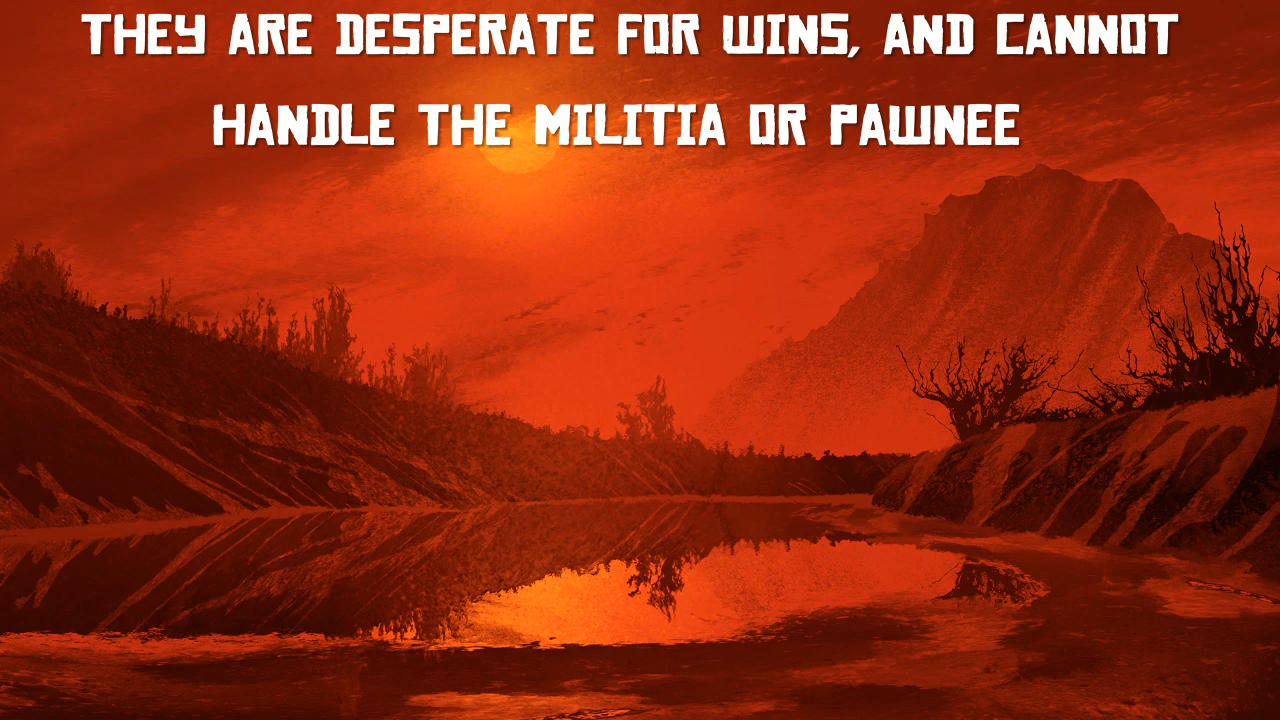 THEY ARE DESPERATE FOR WINS, AND CANNOT
HANDLE THE MILITIA OR PAWNEE